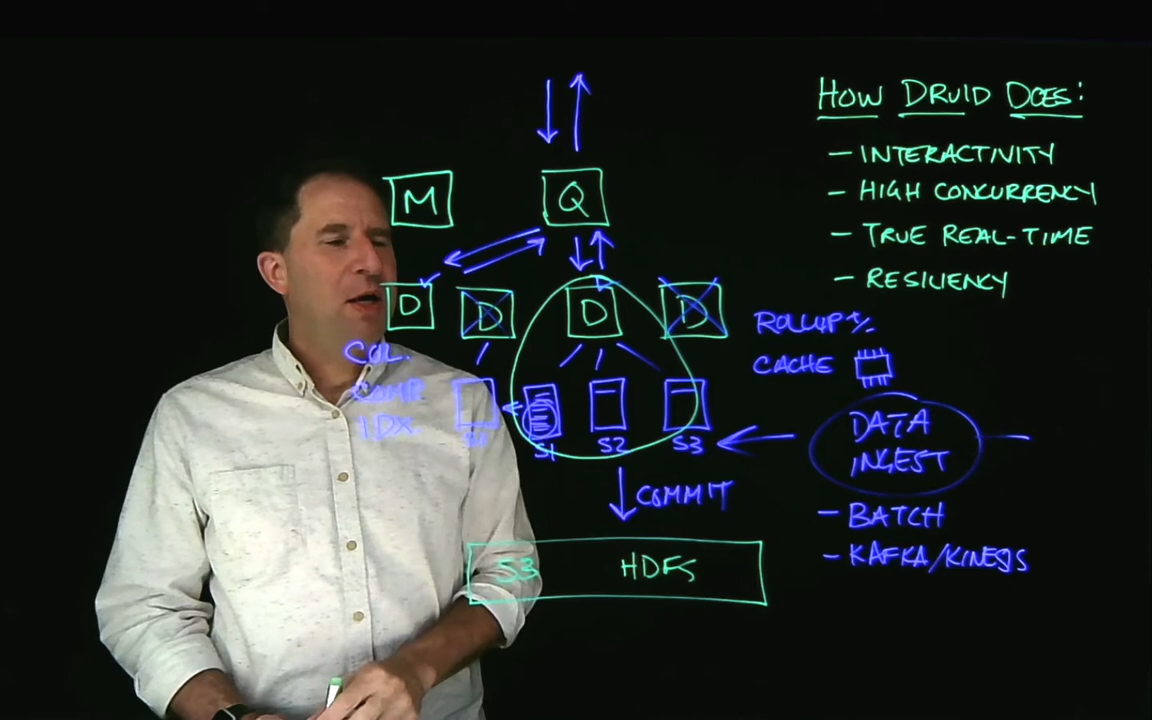 HOW DRUID DOES:
- INTERACTIVITY
- HIGH CONCURRENCY
- TRUE REAL-TIME
- RESILIENCY
M
Q
D
D
D
D
COL.
COMP.
IDX.
S1
S1
S2
S3
ROLLUP
CACHE
DATA
INGEST
- BATCH
- KAFKA/KINESIS
COMMIT
S3 HDFS